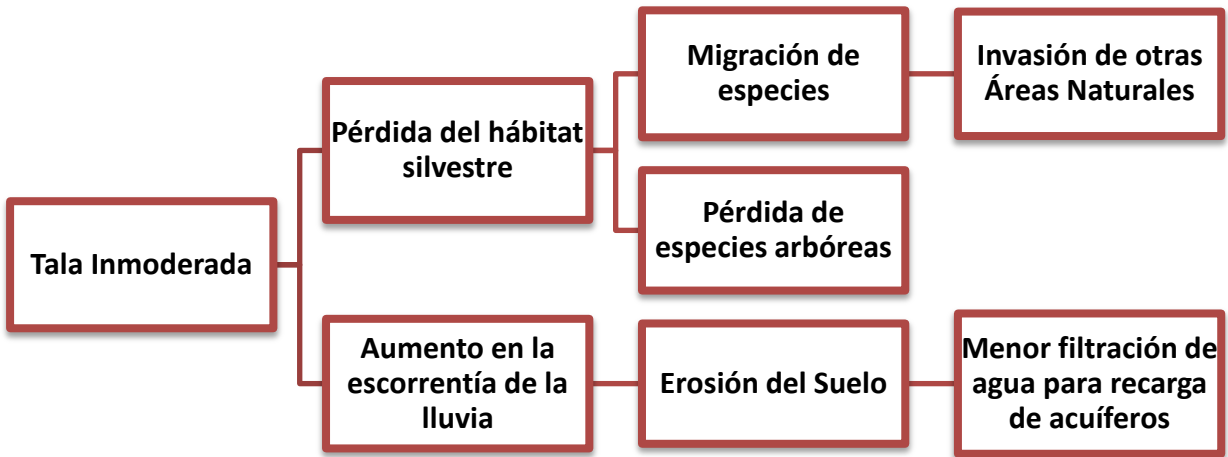 Migración de
especies
Invasión de otras
Áreas Naturales
Pérdida del hábitat
silvestre
Pérdida de
especies arbóreas
Tala Inmoderada
Aumento en la
escorrentía de la
lluvia
Erosión del Suelo
Menor filtración de
agua para recarga
de acuíferos